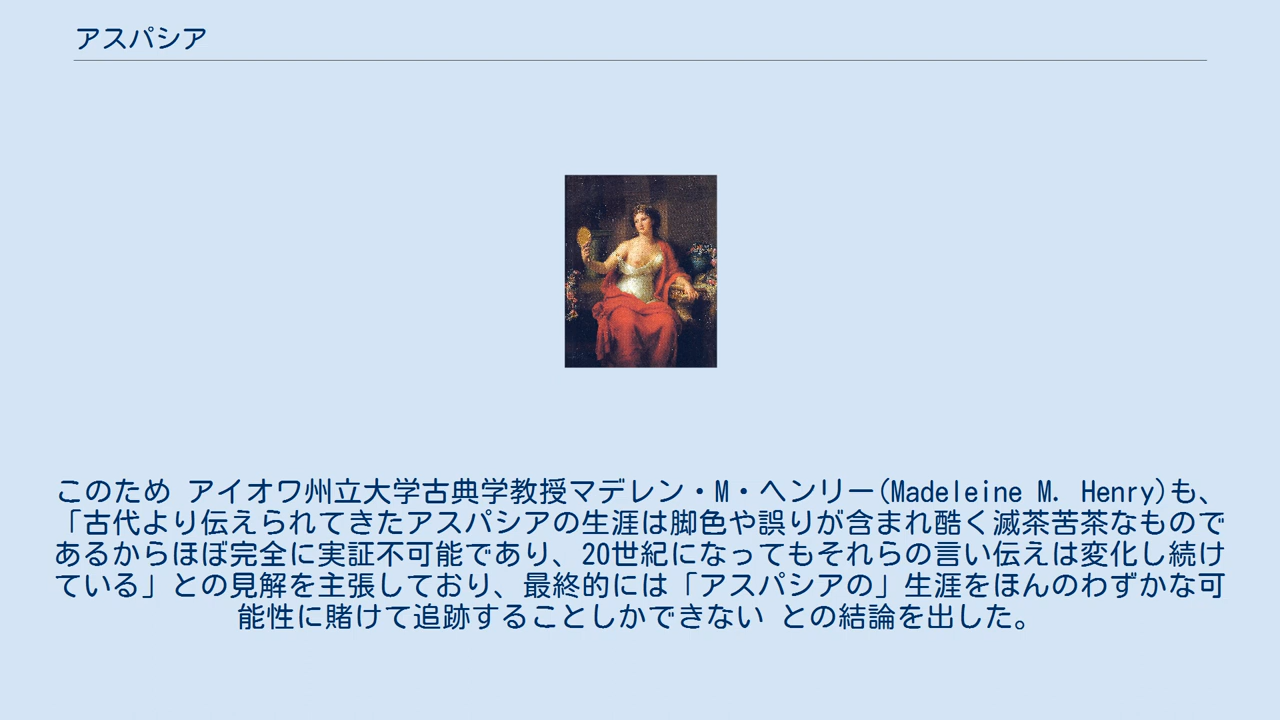 アスパシア
このため アイオワ州立大学古典学教授マデレン・M・ヘンリー(Madeleine M. Henry)も、
「古代より伝えられてきたアスパシアの生涯は脚色や誤りが含まれ酷く滅茶苦茶なもので
あるからほぼ完全に実証不可能であり、20世紀になってもそれらの言い伝えは変化し続け
ている」との見解を主張しており、最終的には「アスパシアの」生涯をほんのわずかな可
能性に賭けて追跡することしかできない との結論を出した。